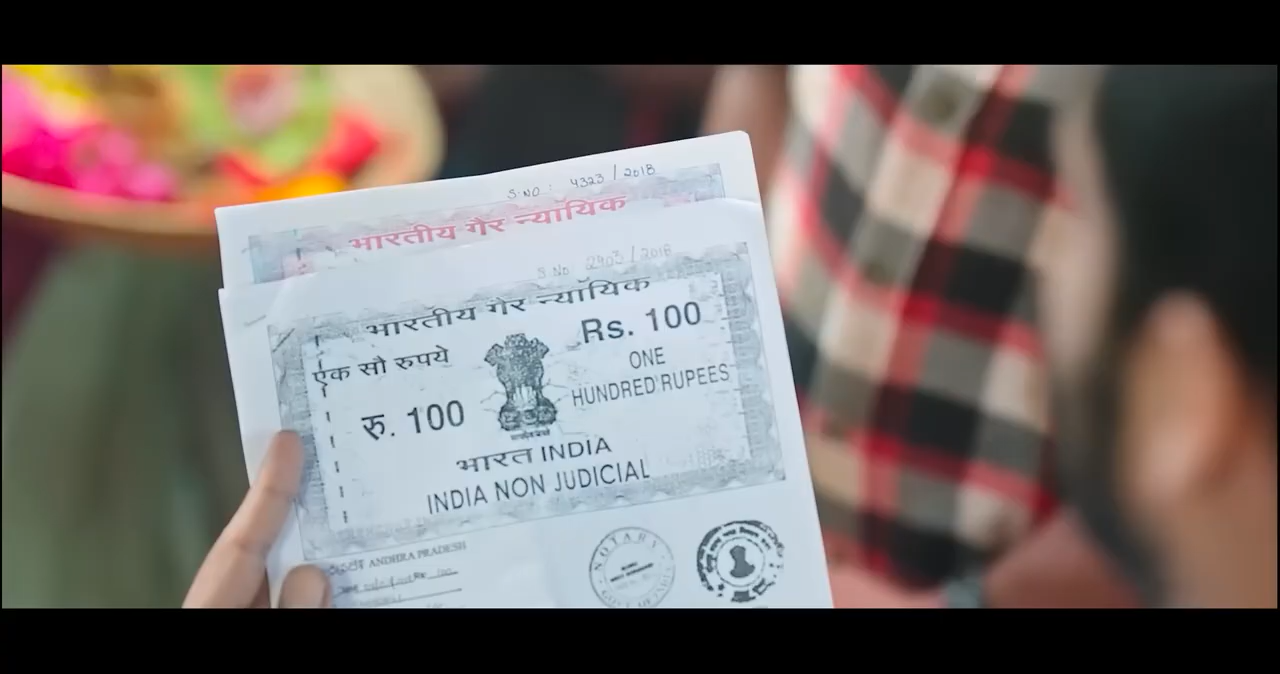 S.NO : 4323 / 2018
भारतीय गैर न्यायिक
S.No 2903 / 2018
भारतीय गैर न्यायिक
एक सौ रुपये
Rs. 100
रु. 100
ONE
HUNDRED RUPEES
भारत INDIA
INDIA NON JUDICIAL
ANDHRA PRADESH
NOTARY